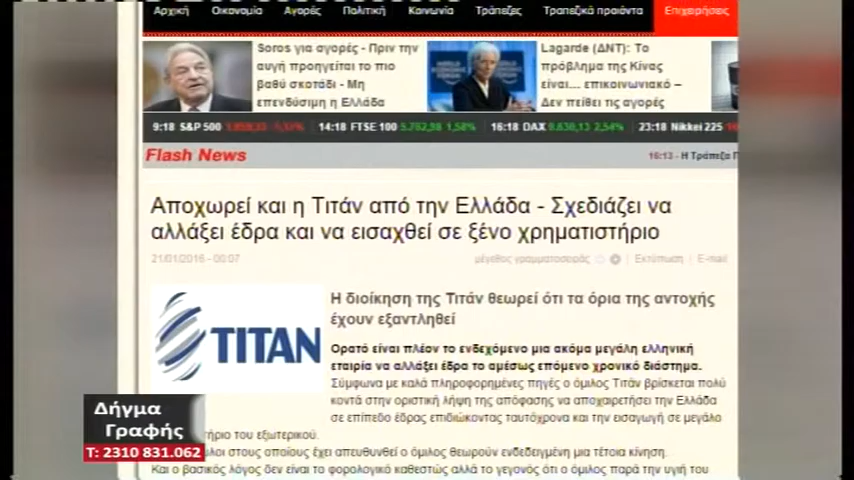 Αρχική Οικονομία Αγορές Πολιτική Κοινωνία Τράπεζες Τραπεζικά προιόντα Επιχειρήσεις
Soros για αγορές - Πριν την
αυγή προηγείται το πιο
βαθύ σκοτάδι - Μη
επενδύσιμη η Ελλάδα
WORLD ECONOMIC FORUM
Lagarde (ΔΝΤ): Το
πρόβλημα της Κίνας
είναι... επικοινωνιακό –
Δεν πείθει τις αγορές
9:18 S&P 500 14:18 FTSE 100 1,58% 16:18 DAX 2,54% 23:18 Nikkei 225
Flash News
16:13 - Η Τράπεζα
Αποχωρεί και η Τιτάν από την Ελλάδα - Σχεδιάζει να
αλλάξει έδρα και να εισαχθεί σε ξένο χρηματιστήριο
21/01/2016 - 00:07
μέγεθος γραμματοσειράς | Εκτύπωση | E-mail
TITAN
Η διοίκηση της Τιτάν θεωρεί ότι τα όρια της αντοχής
έχουν εξαντληθεί
Ορατό είναι πλέον το ενδεχόμενο μια ακόμα μεγάλη ελληνική
εταιρία να αλλάξει έδρα το αμέσως επόμενο χρονικό διάστημα.
Σύμφωνα με καλά πληροφορημένες πηγές ο όμιλος Τιτάν βρίσκεται πολύ
κοντά στην οριστική λήψη της απόφασης να αποχαιρετήσει την Ελλάδα
σε επίπεδο έδρας επιδιώκοντας ταυτόχρονα και την εισαγωγή σε μεγάλο
του εξωτερικού.
στους οποίους έχει απευθυνθεί ο όμιλος θεωρούν ενδεδειγμένη μια τέτοια κίνηση.
Και ο βασικός λόγος δεν είναι το φορολογικό καθεστώς αλλά το γεγονός ότι ο όμιλος παρά την υγιή του
Δήγμα
Γραφής
Τ: 2310 831.062